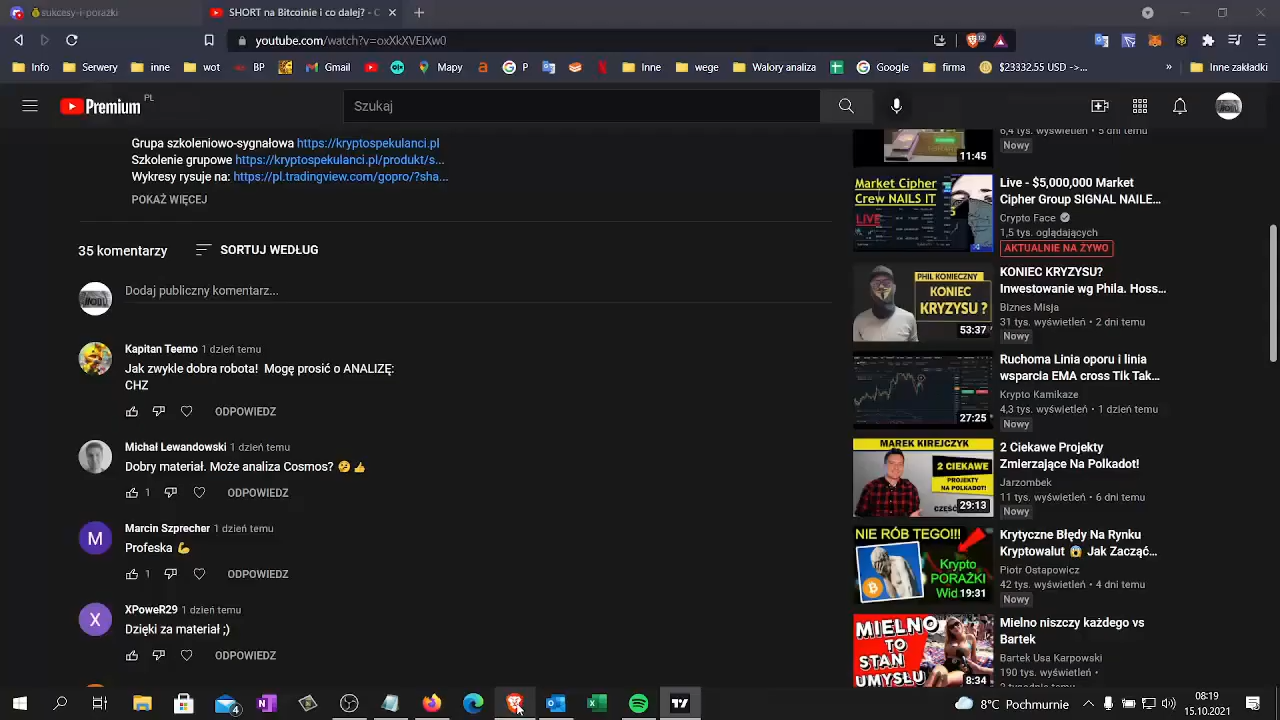 sukcesy-i-porażki
SHORT na Bitcoinie i co dalej? - C
youtube.com/watch?v=oxXkXVElXw0
12
Info
Serwery
inne
wot
BP
Gmail
Mapy
a
P
Inne
wege
Walory analiza
Google
firma
$23332.55 USD ->...
»
Inne zakładki
Premium PL
Szukaj
Grupa szkoleniowo sygnałowa https://kryptospekulanci.pl
Szkolenie grupowe https://kryptospekulanci.pl/produkt/s...
Wykresy rysuje na: https://pl.tradingview.com/gopro/?sha...
POKAŻ WIĘCEJ
35 komentarzy
SORTUJ WEDŁUG
Dodaj publiczny komentarz...
Kapitan Teemo 1 dzień temu
CHZ
ODPOWIEDZ
Michał Lewandowski 1 dzień temu
Dobry materiał. Może analiza Cosmos? 🤔👍
1
ODPOWIEDZ
Marcin Szprecher 1 dzień temu
Profeska 💪
1
ODPOWIEDZ
XPoweR29 1 dzień temu
Dzięki za materiał ;)
ODPOWIEDZ
M
X
6,4 tys. wyświetleń • 5 dni temu
Nowy
11:45
Market Cipher
Crew NAILS IT
LIVE
Live - $5,000,000 Market
Cipher Group SIGNAL - NAILE...
Crypto Face
1,5 tys. oglądających
AKTUALNIE NA ŻYWO
PHIL KONIECZNY
KONIEC
KRYZYSU ?
53:37
KONIEC KRYZYSU?
Inwestowanie wg Phila. Hoss...
Biznes Misja
31 tys. wyświetleń • 2 dni temu
Nowy
27:25
Ruchoma Linia oporu i linia
wsparcia EMA cross Tik Tak...
Krypto Kamikaze
4,3 tys. wyświetleń • 1 dzień temu
Nowy
MAREK KIREJCZYK
2 CIEKAWE
PROJEKTY
NA POLKADOT!
29:13
2 Ciekawe Projekty
Zmierzające Na Polkadot!
Jarzombek
11 tys. wyświetleń • 6 dni temu
Nowy
NIE RÓB TEGO!!!
Krypto
PORAŻKI
Wid
19:31
Krytyczne Błędy Na Rynku
Kryptowalut 😱 Jak Zacząć...
Piotr Ostapowicz
42 tys. wyświetleń • 4 dni temu
Nowy
MIELNO
TO
STAN
UMYSŁU
8:34
Mielno niszczy każdego vs
Bartek
Bartek Usa Karpowski
190 tys. wyświetleń •
8°C Pochmurnie
08:19
15.10.2021